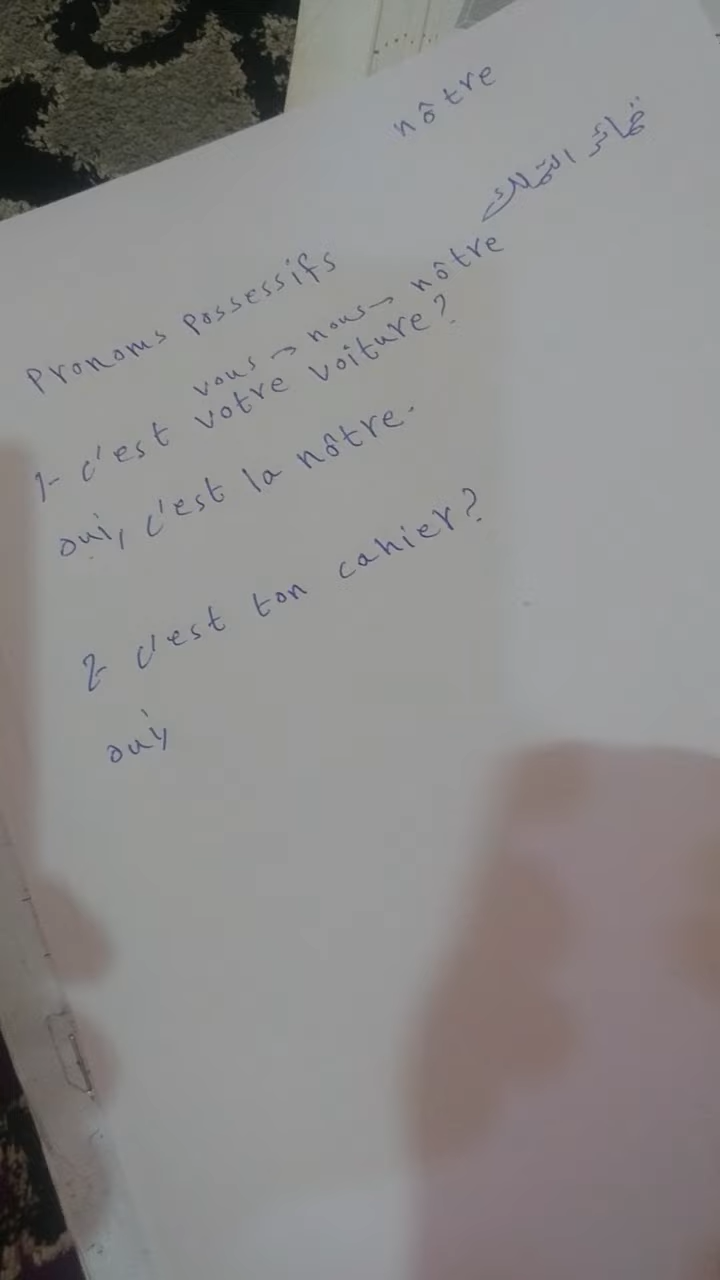 nôtre
ضمائر التملك
Pronoms possessifs
vous → nous → nôtre
1- c'est votre voiture?
oui, c'est la nôtre.
2- c'est ton cahier?
oui,